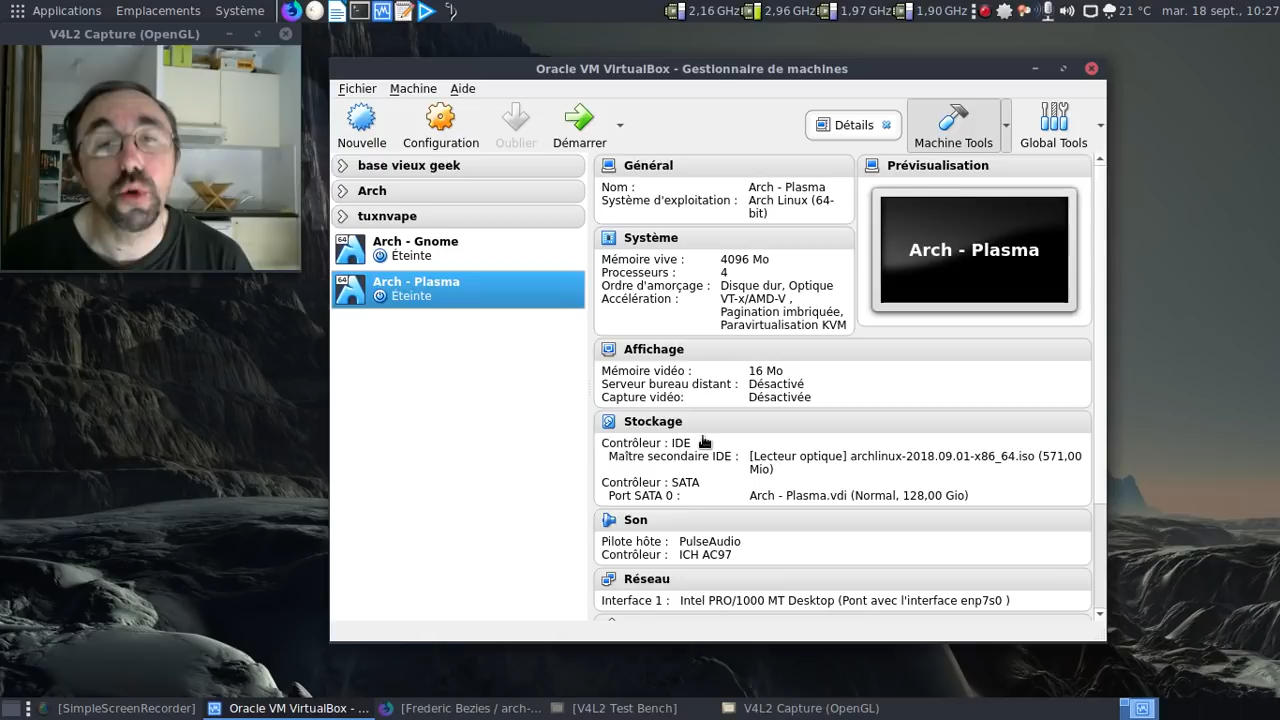 Applications Emplacements Système 2,16 GHz 2,96 GHz 1,97 GHz 1,90 GHz 21 °C mar. 18 sept., 10:27
V4L2 Capture (OpenGL)
Oracle VM VirtualBox - Gestionnaire de machines
Fichier Machine Aide
Nouvelle Configuration Oublier Démarrer Détails Machine Tools Global Tools
base vieux geek
Arch
tuxnvape
64 Arch - Gnome
Éteinte
64 Arch - Plasma
Éteinte
Général
Nom : Arch - Plasma
Système d'exploitation : Arch Linux (64-
bit)
Système
Mémoire vive : 4096 Mo
Processeurs : 4
Ordre d'amorçage : Disque dur, Optique
Accélération : VT-x/AMD-V ,
Pagination imbriquée,
Paravirtualisation KVM
Prévisualisation
Arch - Plasma
Affichage
Mémoire vidéo : 16 Mo
Serveur bureau distant : Désactivé
Capture vidéo: Désactivée
Stockage
Contrôleur : IDE
Maître secondaire IDE : [Lecteur optique] archlinux-2018.09.01-x86_64.iso (571,00
Mio)
Contrôleur : SATA
Port SATA 0 : Arch - Plasma.vdi (Normal, 128,00 Gio)
Son
Pilote hôte : PulseAudio
Contrôleur : ICH AC97
Réseau
Interface 1 : Intel PRO/1000 MT Desktop (Pont avec l'interface enp7s0 )
[SimpleScreenRecorder] Oracle VM VirtualBox - ... [Frederic Bezies / arch-... [V4L2 Test Bench] V4L2 Capture (OpenGL)